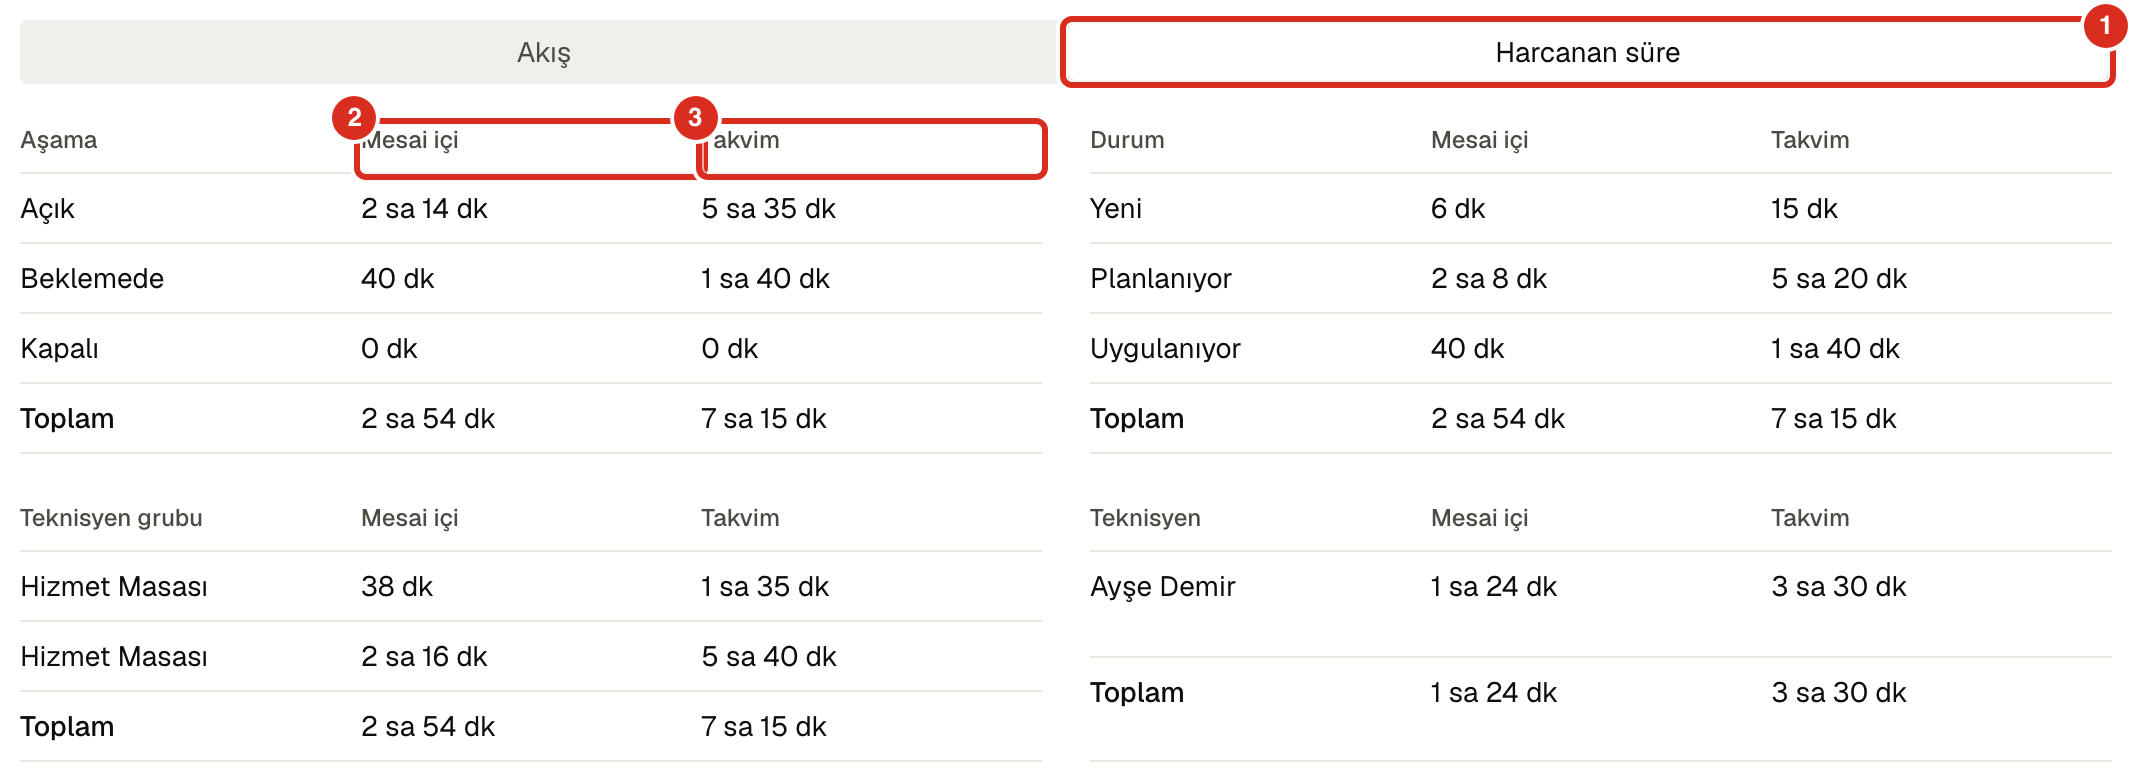 Akış
Harcanan süre
1
2
3
Aşama Mesai içi Takvim
Açık 2 sa 14 dk 5 sa 35 dk
Beklemede 40 dk 1 sa 40 dk
Kapalı 0 dk 0 dk
Toplam 2 sa 54 dk 7 sa 15 dk
Durum Mesai içi Takvim
Yeni 6 dk 15 dk
Planlanıyor 2 sa 8 dk 5 sa 20 dk
Uygulanıyor 40 dk 1 sa 40 dk
Toplam 2 sa 54 dk 7 sa 15 dk
Teknisyen grubu Mesai içi Takvim
Hizmet Masası 38 dk 1 sa 35 dk
Hizmet Masası 2 sa 16 dk 5 sa 40 dk
Toplam 2 sa 54 dk 7 sa 15 dk
Teknisyen Mesai içi Takvim
Ayşe Demir 1 sa 24 dk 3 sa 30 dk
Toplam 1 sa 24 dk 3 sa 30 dk